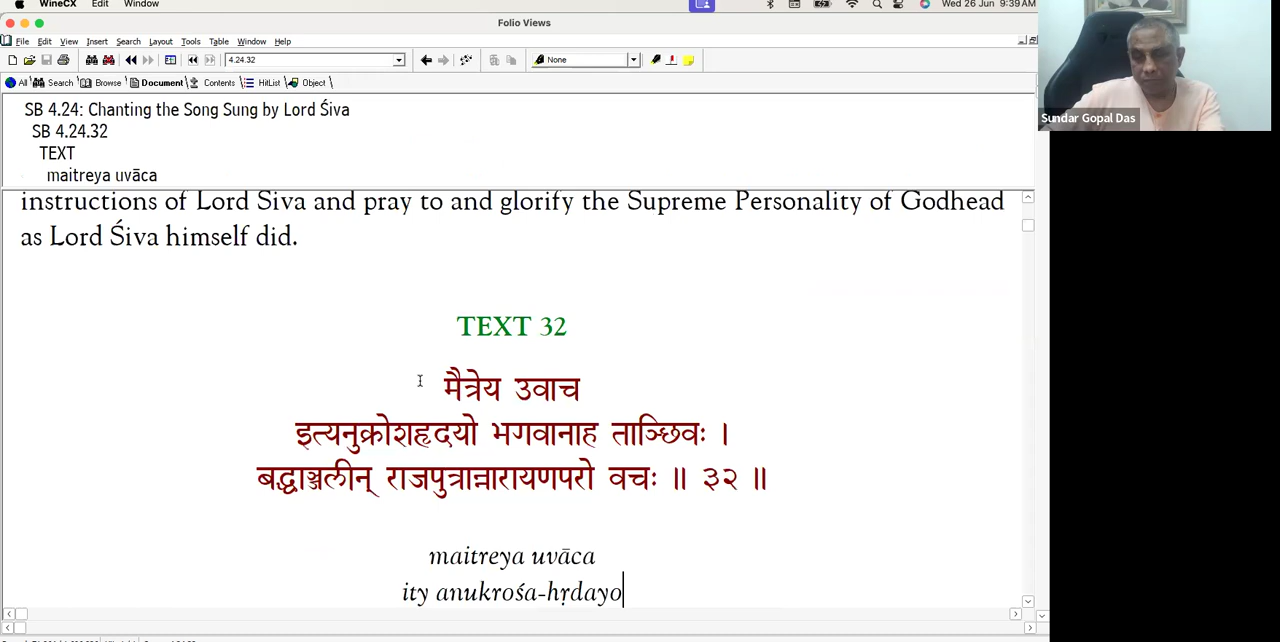 WineCX Edit Window
Wed 26 Jun 9:39 AM
Folio Views
File Edit View Insert Search Layout Tools Table Window Help
4.24.32
None
All Search Browse Document Contents HitList Object
Sundar Gopal Das
SB 4.24: Chanting the Song Sung by Lord Śiva
SB 4.24.32
TEXT
maitreya uvāca
instructions of Lord Śiva and pray to and glorify the Supreme Personality of Godhead
as Lord Śiva himself did.
TEXT 32
मैत्रेय उवाच
इत्यनुक्रोशहृदयो भगवानाह ताञ्छिवः ।
बद्धाञ्जलीन् राजपुत्रान्नारायणपरो वचः ॥ ३२ ॥
maitreya uvāca
ity anukrośa-hṛdayo